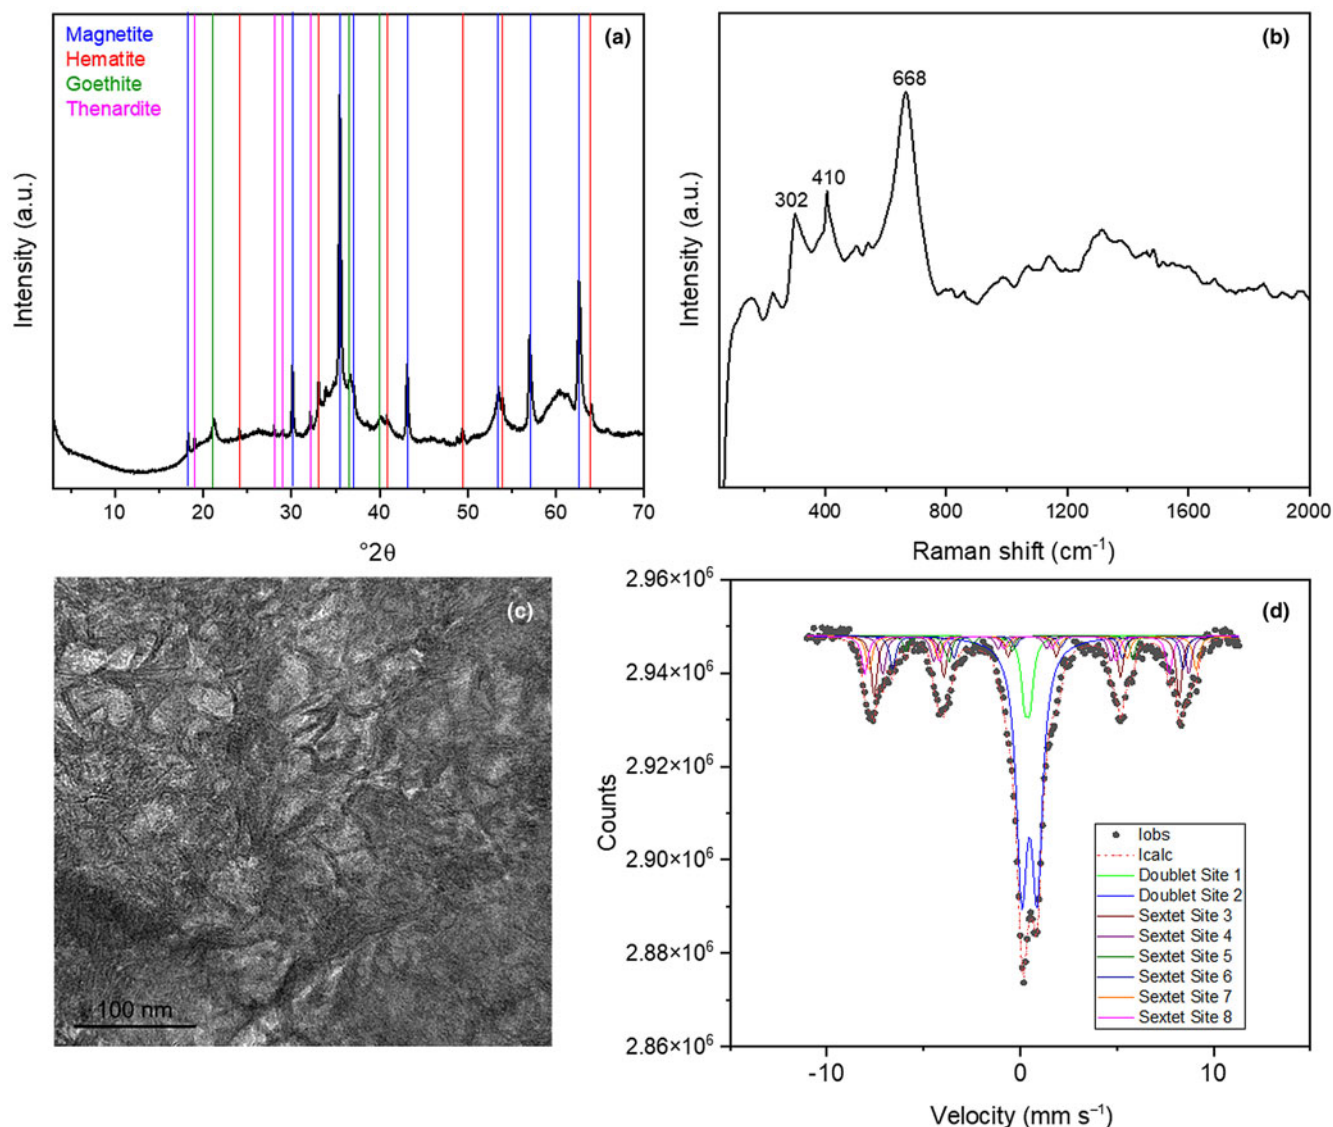 Magnetite
Hematite
Goethite
Thenardite
(a)
Intensity (a.u.)
10 20 30 40 50 60 70
°2θ
(b)
668
302
410
Intensity (a.u.)
400 800 1200 1600 2000
Raman shift (cm⁻¹)
(c)
100 nm
(d)
2.96×10⁶
2.94×10⁶
2.92×10⁶
2.90×10⁶
2.88×10⁶
2.86×10⁶
Counts
Iobs
Icalc
Doublet Site 1
Doublet Site 2
Sextet Site 3
Sextet Site 4
Sextet Site 5
Sextet Site 6
Sextet Site 7
Sextet Site 8
-10 0 10
Velocity (mm s⁻¹)